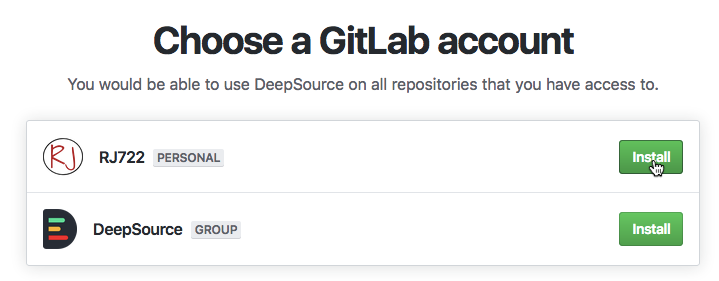 Choose a GitLab account
You would be able to use DeepSource on all repositories that you have access to.
RJ RJ722 PERSONAL Install
DeepSource GROUP Install